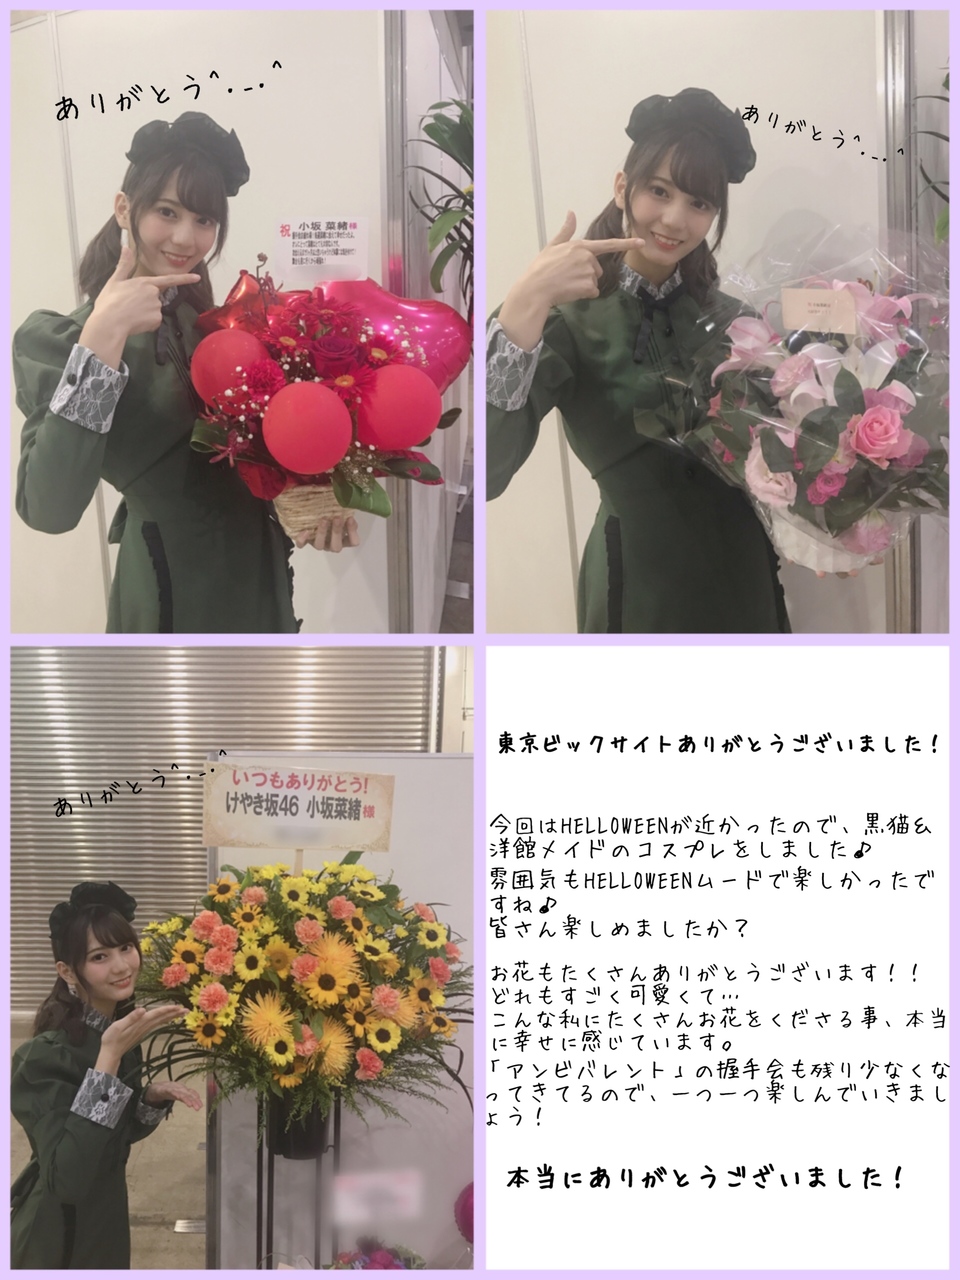 ありがとう^._.^
祝 小坂 菜緒様
ありがとう^._.^
ありがとう^._.^
いつもありがとう!
けやき坂46 小坂菜緒様
東京ビックサイトありがとうございました!
今回はHELLOWEENが近かったので、黒猫&
洋館メイドのコスプレをしました♪
雰囲気もHELLOWEENムードで楽しかったで
すね♪
皆さん楽しめましたか?
お花もたくさんありがとうございます!!
どれもすごく可愛くて…
こんな私にたくさんお花をくださる事、本当
に幸せに感じています。
「アンビバレント」の握手会も残り少なくな
ってきてるので、一つ一つ楽しんでいきまし
ょう!
本当にありがとうございました!